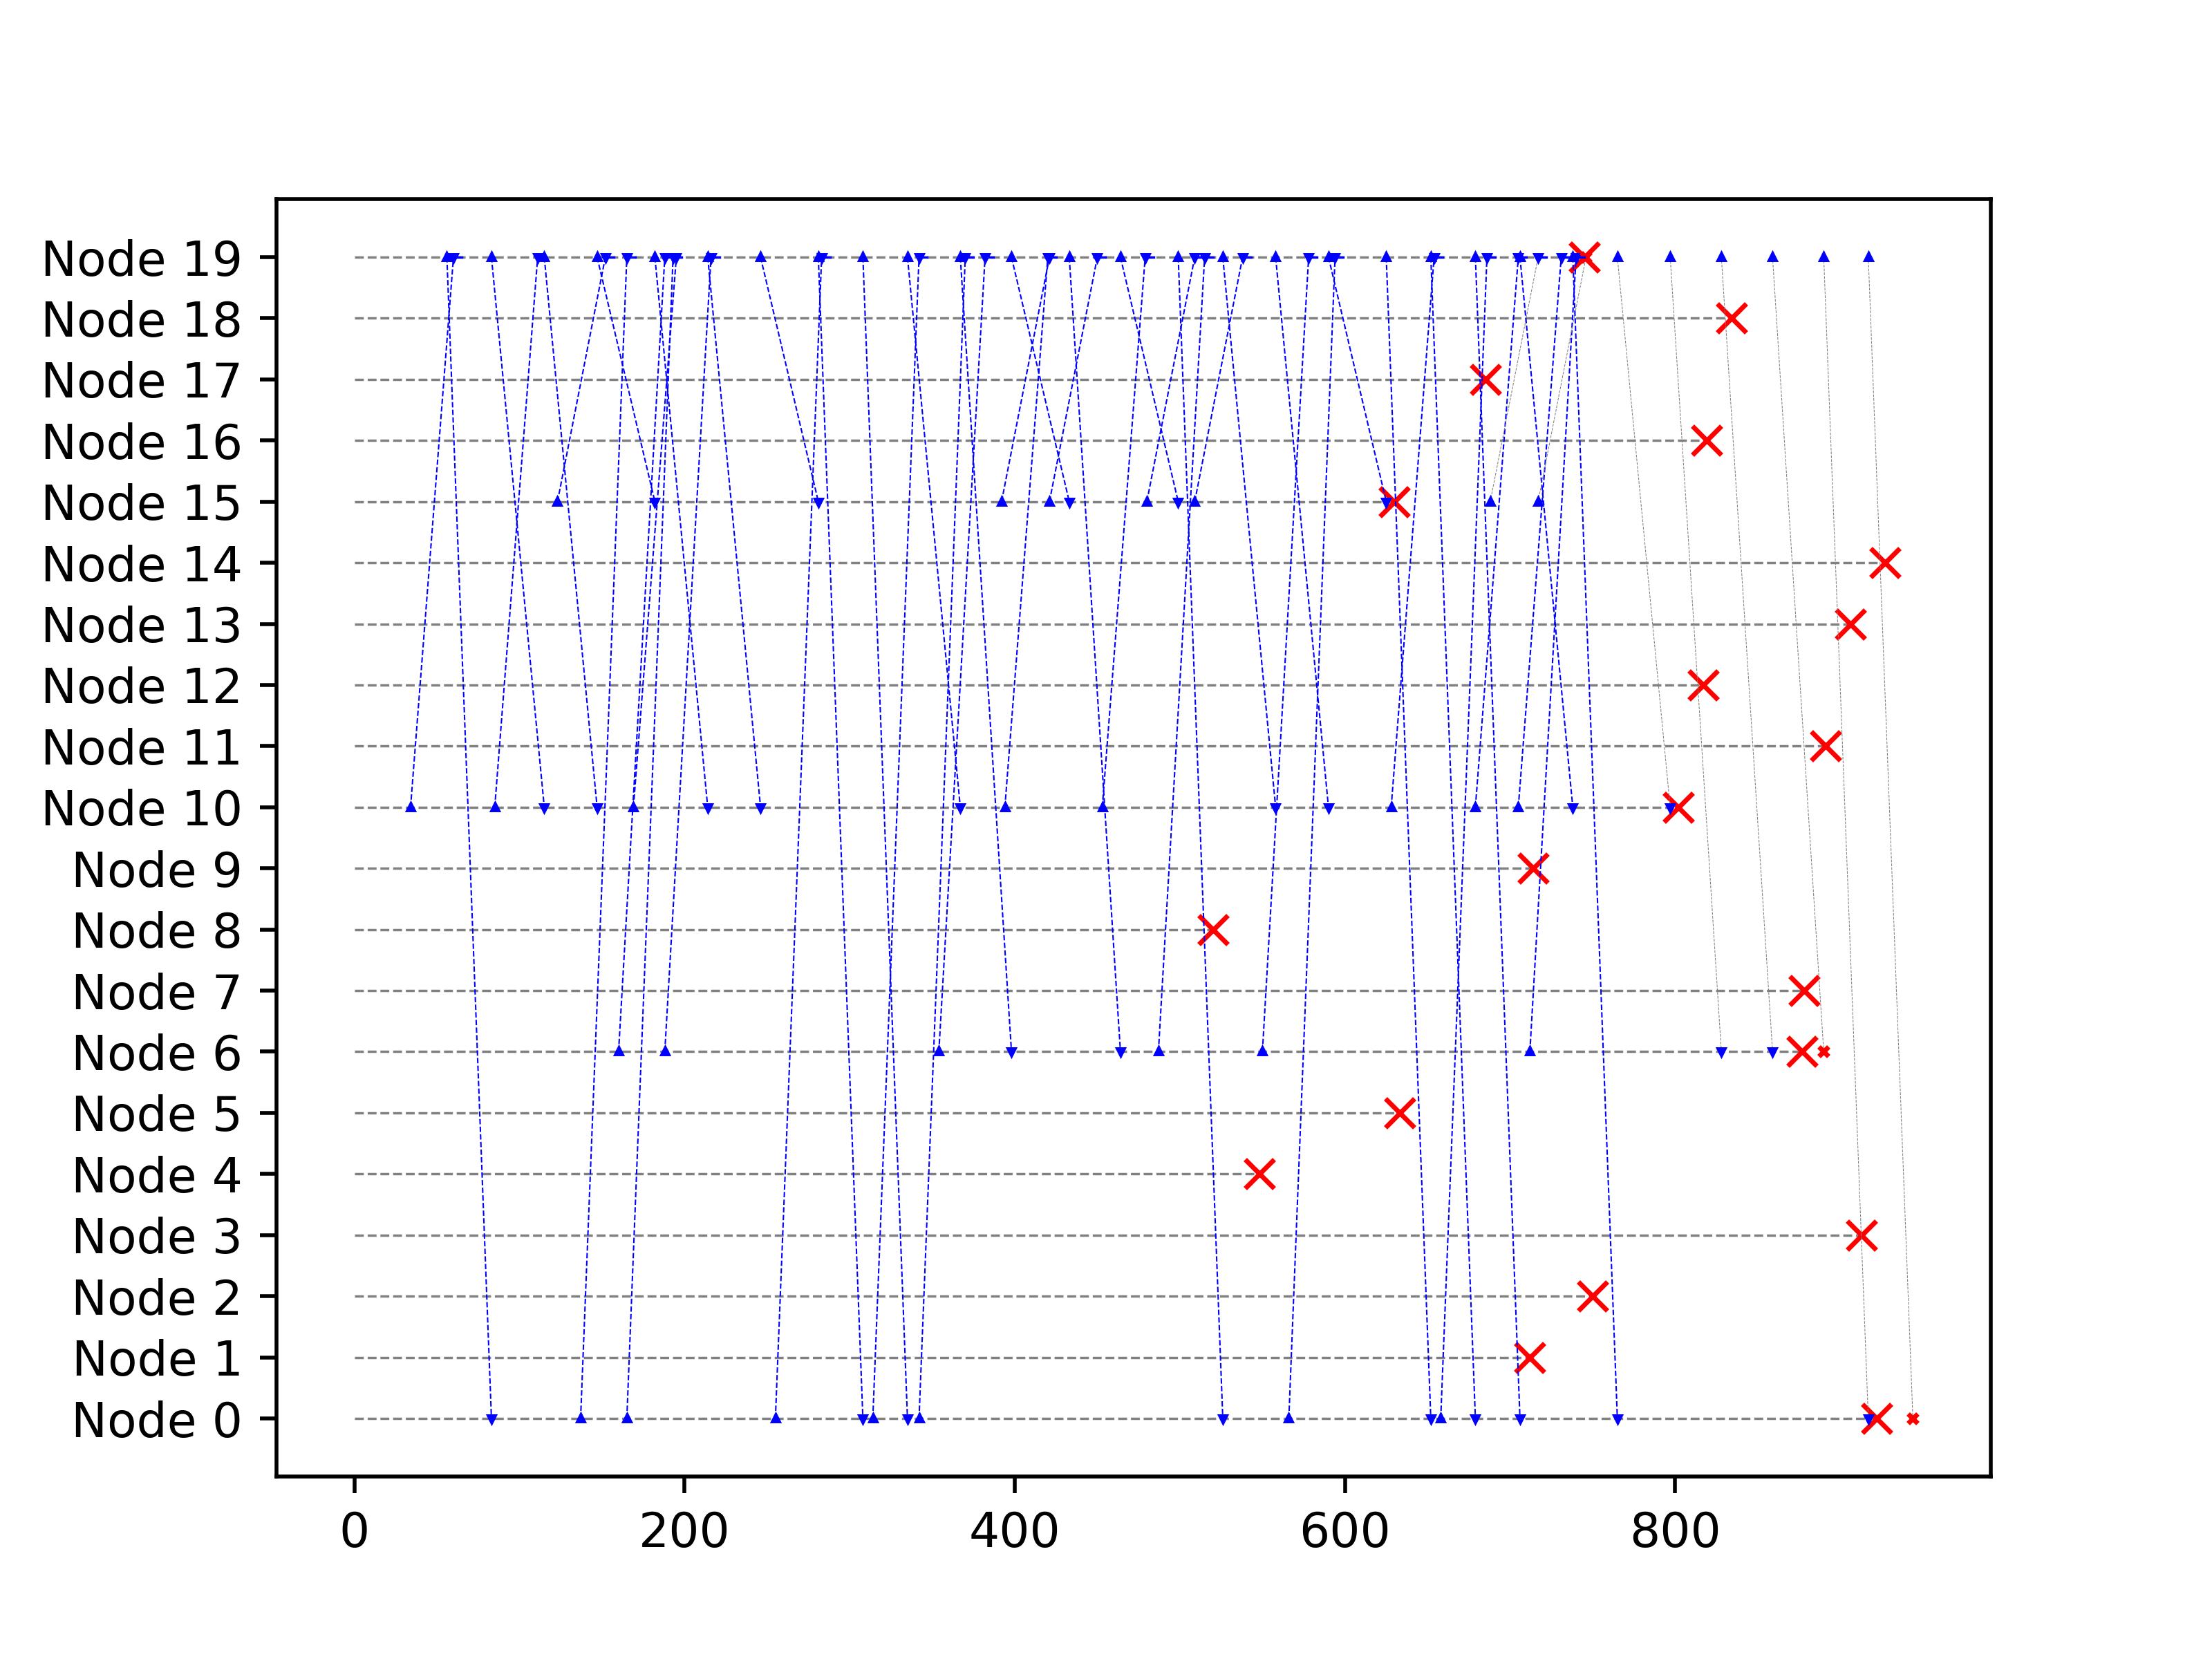 Node 19
Node 18
Node 17
Node 16
Node 15
Node 14
Node 13
Node 12
Node 11
Node 10
Node 9
Node 8
Node 7
Node 6
Node 5
Node 4
Node 3
Node 2
Node 1
Node 0
0 200 400 600 800